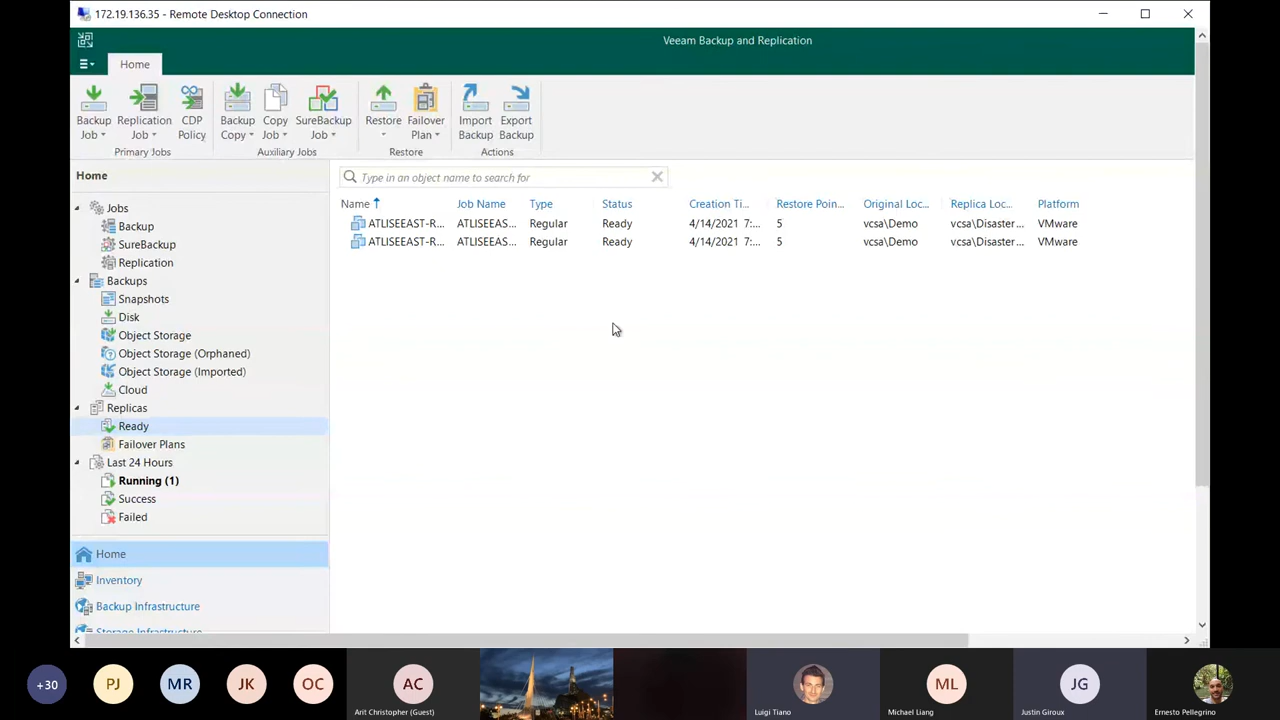 172.19.136.35 - Remote Desktop Connection
Veeam Backup and Replication
Home
Backup Job
Replication Job
CDP Policy
Primary Jobs
Backup Copy
Copy Job
SureBackup Job
Auxiliary Jobs
Restore
Failover Plan
Restore
Import Backup
Export Backup
Actions
Home
Type in an object name to search for
Name Job Name Type Status Creation Ti... Restore Poin... Original Loc... Replica Loc... Platform
ATLISEEAST-R... ATLISEEAS... Regular Ready 4/14/2021 7:... 5 vcsa\Demo vcsa\Disaster ... VMware
ATLISEEAST-R... ATLISEEAS... Regular Ready 4/14/2021 7:... 5 vcsa\Demo vcsa\Disaster ... VMware
Jobs
Backup
SureBackup
Replication
Backups
Snapshots
Disk
Object Storage
Object Storage (Orphaned)
Object Storage (Imported)
Cloud
Replicas
Ready
Failover Plans
Last 24 Hours
Running (1)
Success
Failed
Home
Inventory
Backup Infrastructure
Storage Infrastructure
+30 PJ MR JK OC AC ML JG
Arit Christopher (Guest) Luigi Tiano Michael Liang Justin Giroux Ernesto Pellegrino